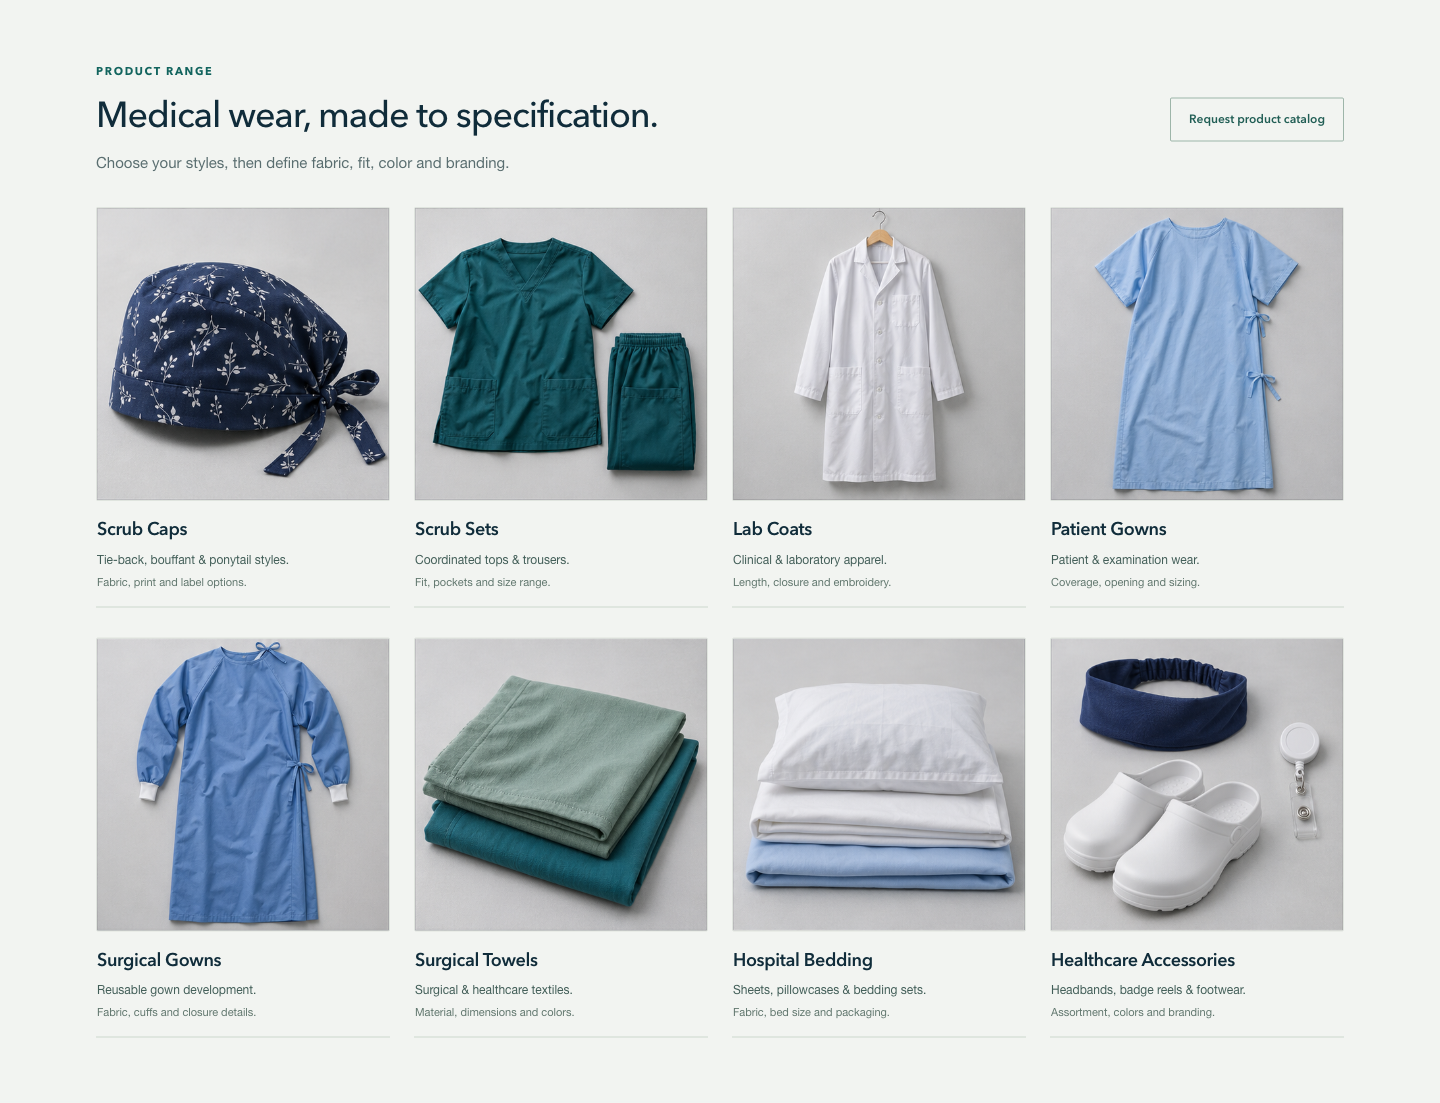 PRODUCT RANGE
Medical wear, made to specification.
Request product catalog
Choose your styles, then define fabric, fit, color and branding.
Scrub Caps
Tie-back, bouffant & ponytail styles.
Fabric, print and label options.
Scrub Sets
Coordinated tops & trousers.
Fit, pockets and size range.
Lab Coats
Clinical & laboratory apparel.
Length, closure and embroidery.
Patient Gowns
Patient & examination wear.
Coverage, opening and sizing.
Surgical Gowns
Reusable gown development.
Fabric, cuffs and closure details.
Surgical Towels
Surgical & healthcare textiles.
Material, dimensions and colors.
Hospital Bedding
Sheets, pillowcases & bedding sets.
Fabric, bed size and packaging.
Healthcare Accessories
Headbands, badge reels & footwear.
Assortment, colors and branding.